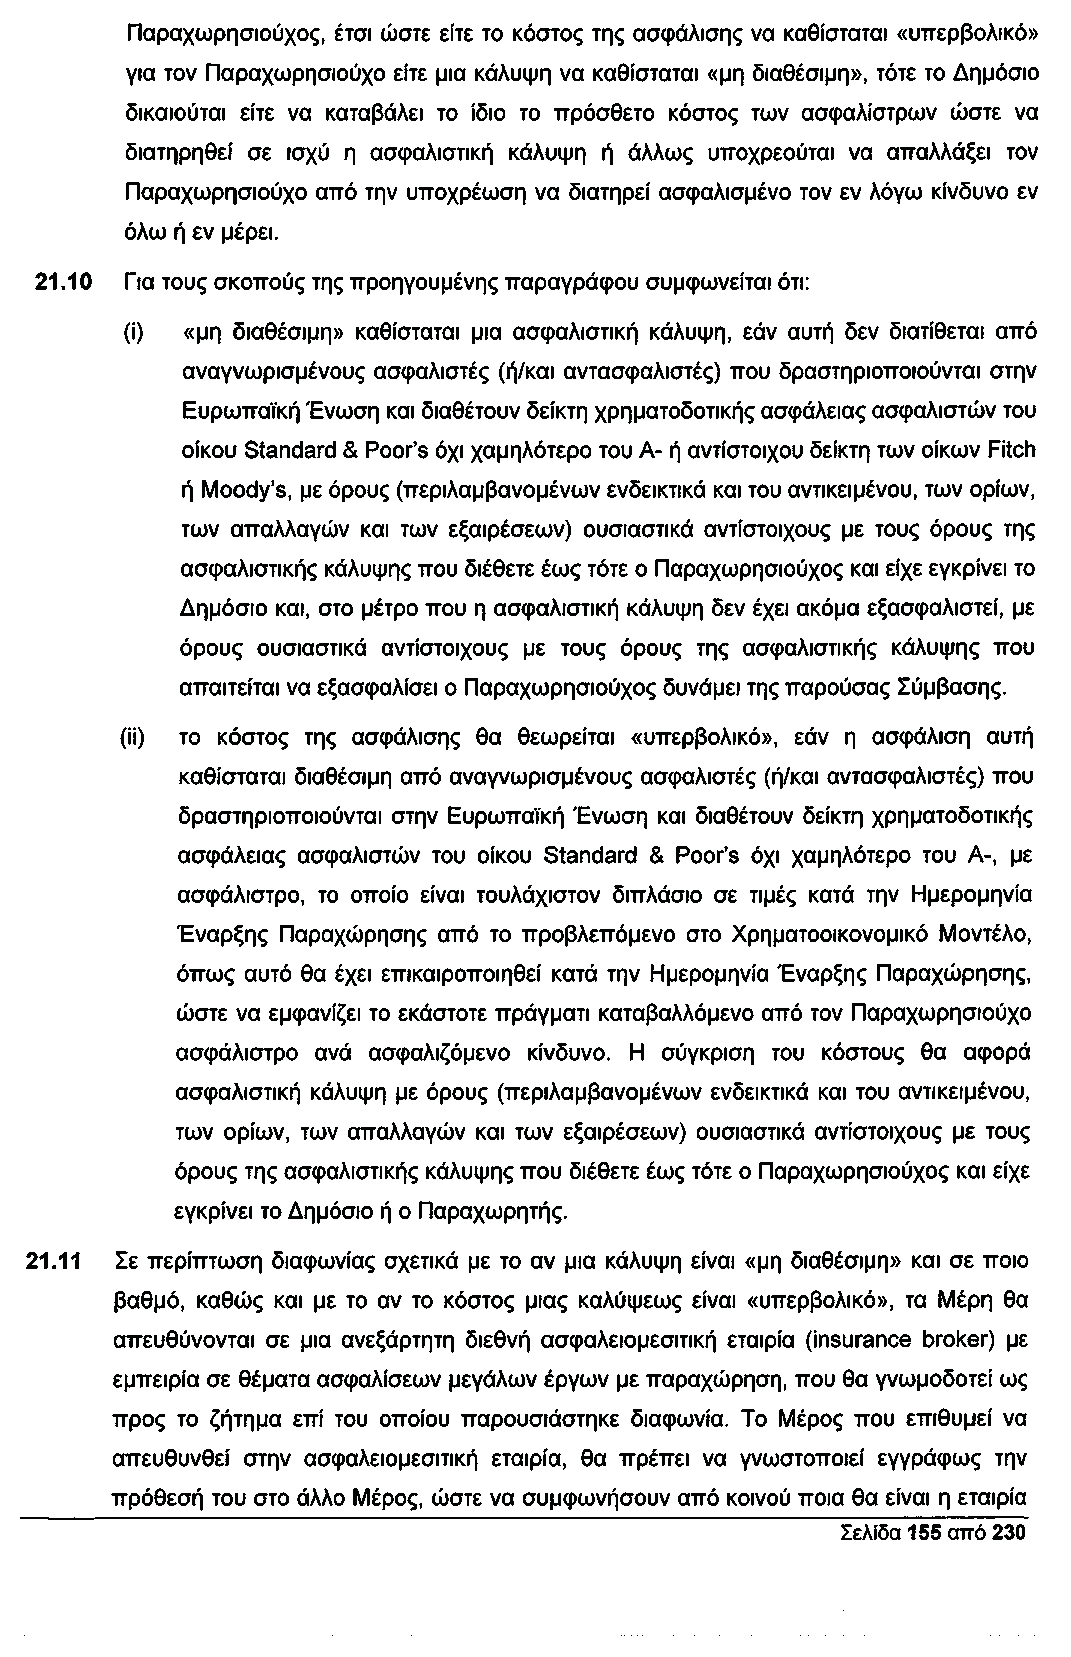 Παραχωρησιούχος, έτσι ώστε είτε το κόστος της ασφάλισης να καθίσταται «υπερβολικό»
για τον Παραχωρησιούχο είτε μια κάλυψη να καθίσταται «μη διαθέσιμη», τότε το Δημόσιο
δικαιούται είτε να καταβάλει το ίδιο το πρόσθετο κόστος των ασφαλίστρων ώστε να
διατηρηθεί σε ισχύ η ασφαλιστική κάλυψη ή άλλως υποχρεούται να απαλλάξει τον
Παραχωρησιούχο από την υποχρέωση να διατηρεί ασφαλισμένο τον εν λόγω κίνδυνο εν
όλω ή εν μέρει.
21.10 Για τους σκοπούς της προηγουμένης παραγράφου συμφωνείται ότι:
(i) «μη διαθέσιμη» καθίσταται μια ασφαλιστική κάλυψη, εάν αυτή δεν διατίθεται από
αναγνωρισμένους ασφαλιστές (ή/και αντασφαλιστές) που δραστηριοποιούνται στην
Ευρωπαϊκή Ένωση και διαθέτουν δείκτη χρηματοδοτικής ασφάλειας ασφαλιστών του
οίκου Standard & Poor's όχι χαμηλότερο του Α- ή αντίστοιχου δείκτη των οίκων Fitch
ή Moody's, με όρους (περιλαμβανομένων ενδεικτικά και του αντικειμένου, των ορίων,
των απαλλαγών και των εξαιρέσεων) ουσιαστικά αντίστοιχους με τους όρους της
ασφαλιστικής κάλυψης που διέθετε έως τότε ο Παραχωρησιούχος και είχε εγκρίνει το
Δημόσιο και, στο μέτρο που η ασφαλιστική κάλυψη δεν έχει ακόμα εξασφαλιστεί, με
όρους ουσιαστικά αντίστοιχους με τους όρους της ασφαλιστικής κάλυψης που
απαιτείται να εξασφαλίσει ο Παραχωρησιούχος δυνάμει της παρούσας Σύμβασης.
(ii) το κόστος της ασφάλισης θα θεωρείται «υπερβολικό», εάν η ασφάλιση αυτή
καθίσταται διαθέσιμη από αναγνωρισμένους ασφαλιστές (ή/και αντασφαλιστές) που
δραστηριοποιούνται στην Ευρωπαϊκή Ένωση και διαθέτουν δείκτη χρηματοδοτικής
ασφάλειας ασφαλιστών του οίκου Standard & Poor's όχι χαμηλότερο του Α-, με
ασφάλιστρο, το οποίο είναι τουλάχιστον διπλάσιο σε τιμές κατά την Ημερομηνία
Έναρξης Παραχώρησης από το προβλεπόμενο στο Χρηματοοικονομικό Μοντέλο,
όπως αυτό θα έχει επικαιροποιηθεί κατά την Ημερομηνία Έναρξης Παραχώρησης,
ώστε να εμφανίζει το εκάστοτε πράγματι καταβαλλόμενο από τον Παραχωρησιούχο
ασφάλιστρο ανά ασφαλιζόμενο κίνδυνο. Η σύγκριση του κόστους θα αφορά
ασφαλιστική κάλυψη με όρους (περιλαμβανομένων ενδεικτικά και του αντικειμένου,
των ορίων, των απαλλαγών και των εξαιρέσεων) ουσιαστικά αντίστοιχους με τους
όρους της ασφαλιστικής κάλυψης που διέθετε έως τότε ο Παραχωρησιούχος και είχε
εγκρίνει το Δημόσιο ή ο Παραχωρητής.
21.11 Σε περίπτωση διαφωνίας σχετικά με το αν μια κάλυψη είναι «μη διαθέσιμη» και σε ποιο
βαθμό, καθώς και με το αν το κόστος μιας καλύψεως είναι «υπερβολικό», τα Μέρη θα
απευθύνονται σε μια ανεξάρτητη διεθνή ασφαλειομεσιτική εταιρία (insurance broker) με
εμπειρία σε θέματα ασφαλίσεων μεγάλων έργων με παραχώρηση, που θα γνωμοδοτεί ως
προς το ζήτημα επί του οποίου παρουσιάστηκε διαφωνία. Το Μέρος που επιθυμεί να
απευθυνθεί στην ασφαλειομεσιτική εταιρία, θα πρέπει να γνωστοποιεί εγγράφως την
πρόθεσή του στο άλλο Μέρος, ώστε να συμφωνήσουν από κοινού ποια θα είναι η εταιρία
Σελίδα 155 από 230